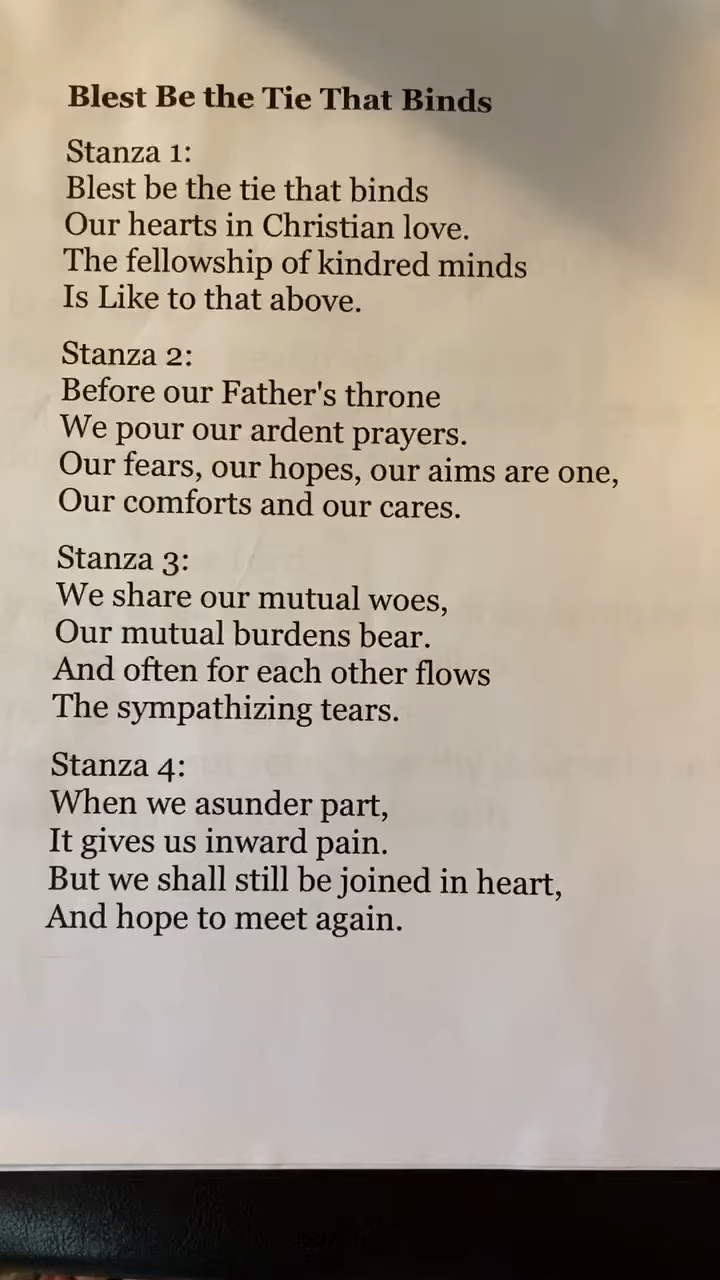 Blest Be the Tie That Binds
Stanza 1:
Blest be the tie that binds
Our hearts in Christian love.
The fellowship of kindred minds
Is Like to that above.
Stanza 2:
Before our Father's throne
We pour our ardent prayers.
Our fears, our hopes, our aims are one,
Our comforts and our cares.
Stanza 3:
We share our mutual woes,
Our mutual burdens bear.
And often for each other flows
The sympathizing tears.
Stanza 4:
When we asunder part,
It gives us inward pain.
But we shall still be joined in heart,
And hope to meet again.